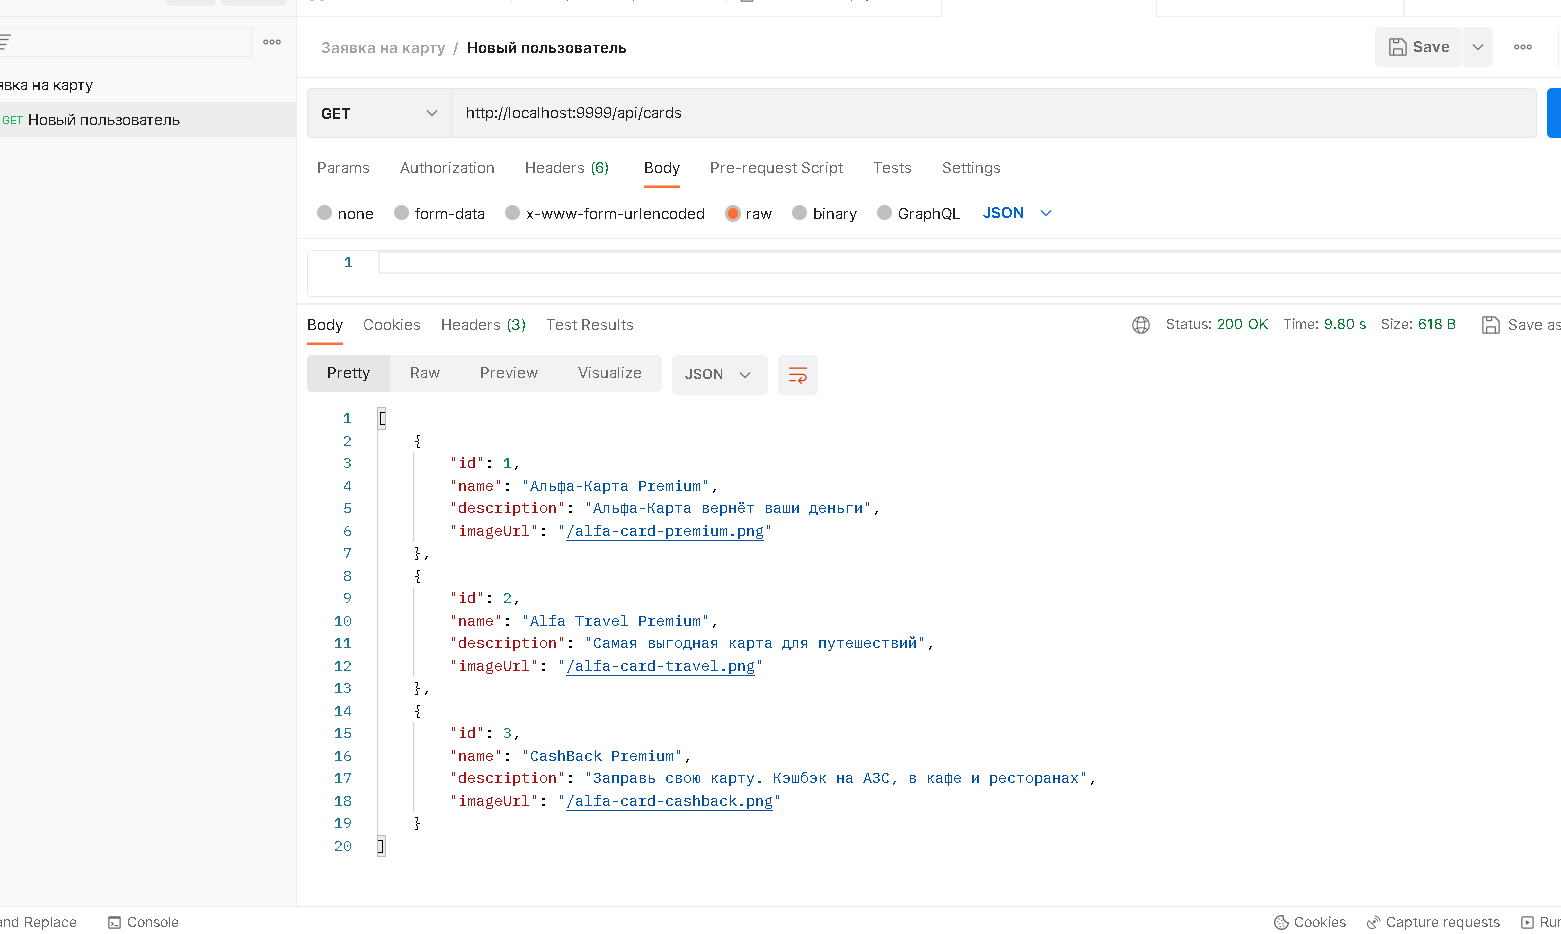 Заявка на карту / Новый пользователь
Save
явка на карту
GET Новый пользователь
GET
http://localhost:9999/api/cards
Params Authorization Headers (6) Body Pre-request Script Tests Settings
none form-data x-www-form-urlencoded raw binary GraphQL JSON
1
Body Cookies Headers (3) Test Results
Status: 200 OK Time: 9.80 s Size: 618 B Save as
Pretty Raw Preview Visualize JSON
1 [
2 {
3 "id": 1,
4 "name": "Альфа-Карта Premium",
5 "description": "Альфа-Карта вернёт ваши деньги",
6 "imageUrl": "/alfa-card-premium.png"
7 },
8 {
9 "id": 2,
10 "name": "Alfa Travel Premium",
11 "description": "Самая выгодная карта для путешествий",
12 "imageUrl": "/alfa-card-travel.png"
13 },
14 {
15 "id": 3,
16 "name": "CashBack Premium",
17 "description": "Заправь свою карту. Кэшбэк на АЗС, в кафе и ресторанах",
18 "imageUrl": "/alfa-card-cashback.png"
19 }
20 ]
and Replace Console Cookies Capture requests Run